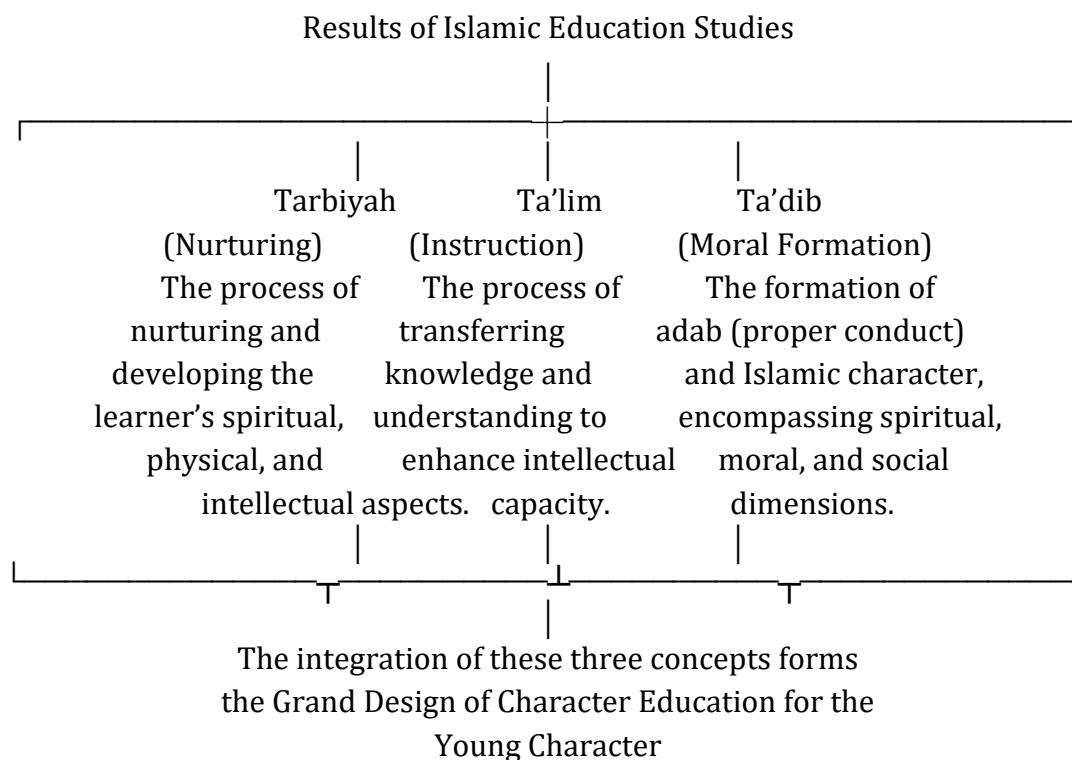 Results of Islamic Education Studies
Tarbiyah Ta’lim Ta’dib
(Nurturing) (Instruction) (Moral Formation)
The process of The process of The formation of
nurturing and transferring adab (proper conduct)
developing the knowledge and and Islamic character,
learner’s spiritual, understanding to encompassing spiritual,
physical, and enhance intellectual moral, and social
intellectual aspects. capacity. dimensions.
The integration of these three concepts forms
the Grand Design of Character Education for the
Young Character